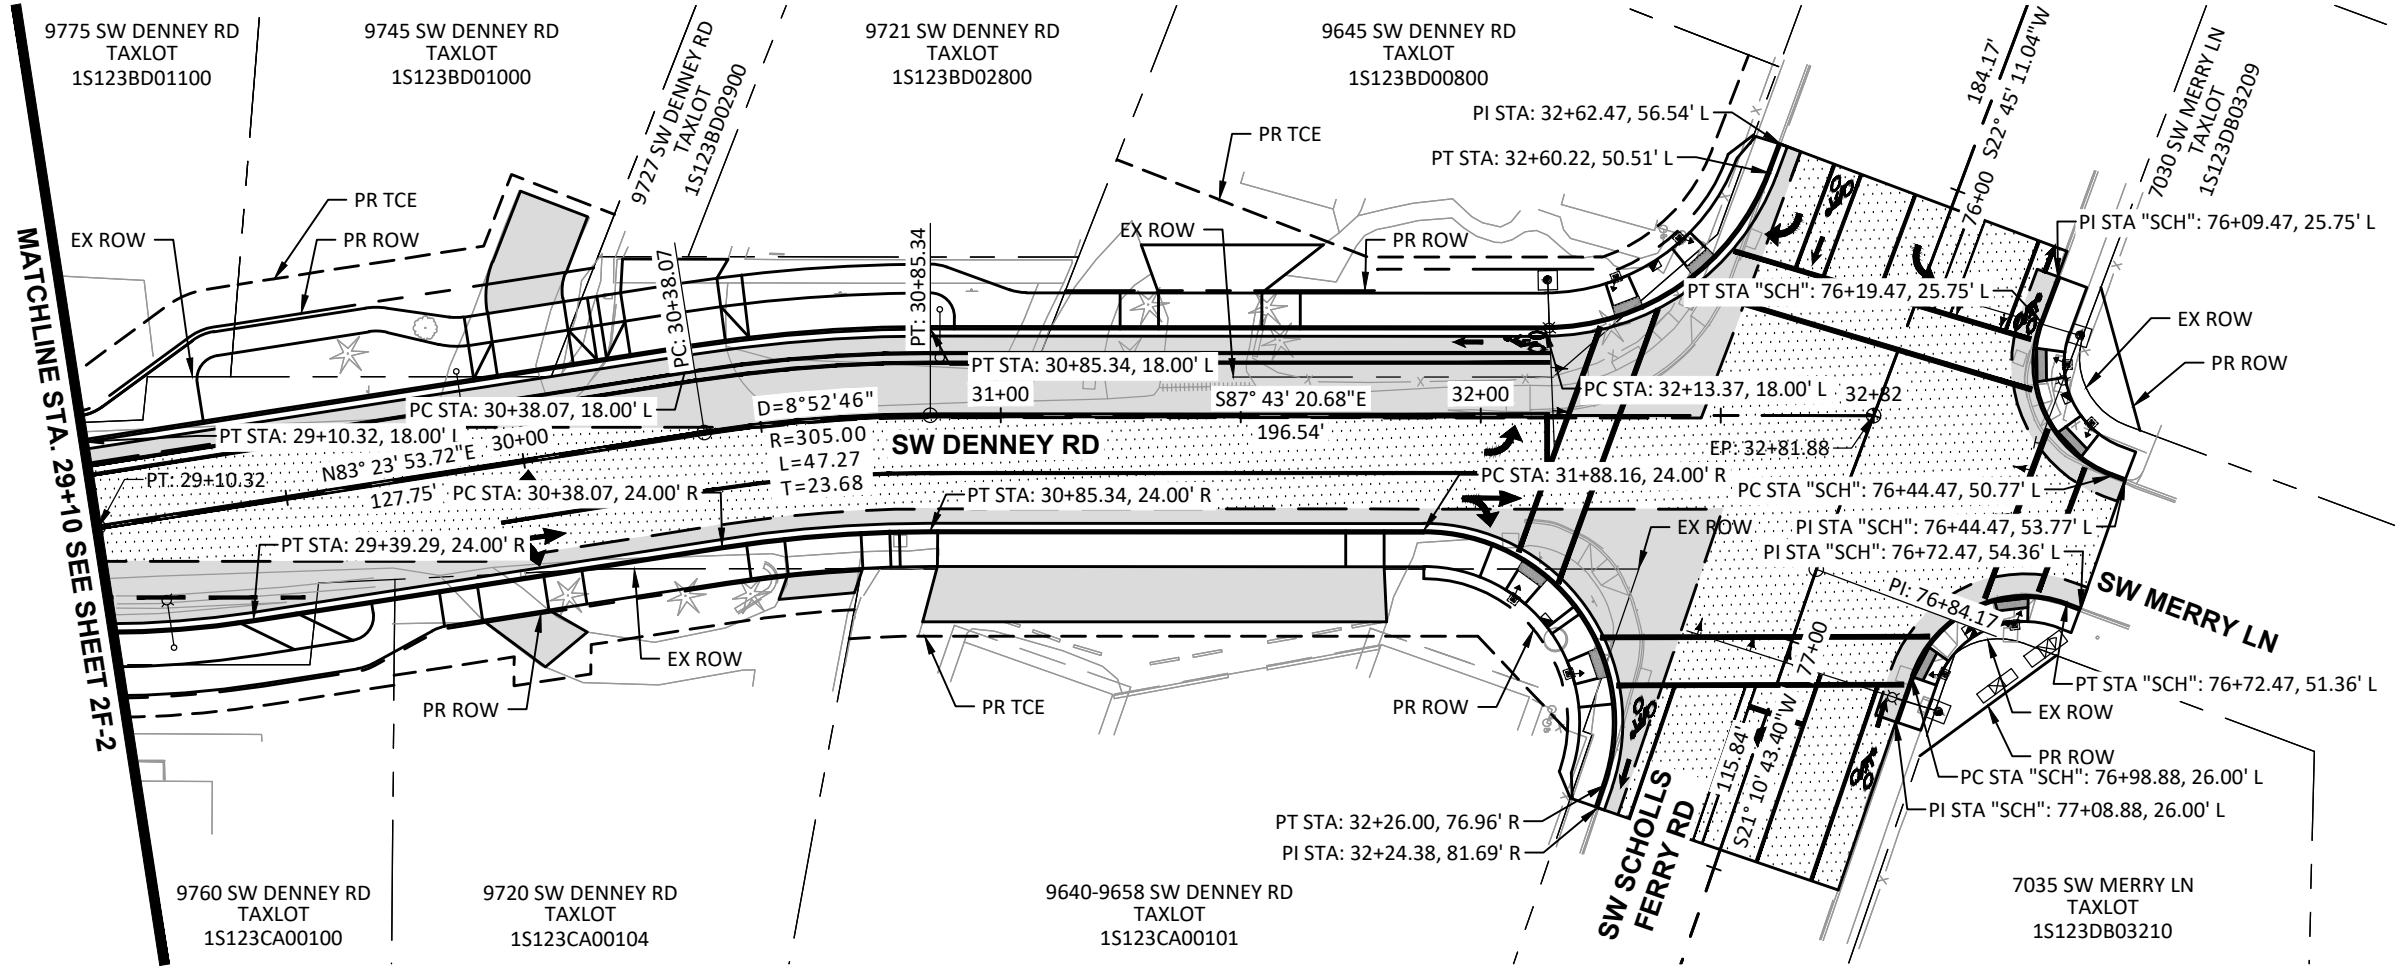 9775 SW DENNEY RD
TAXLOT
1S123BD01100
9745 SW DENNEY RD
TAXLOT
1S123BD01000
9727 SW DENNEY RD
TAXLOT
1S123BD02900
9721 SW DENNEY RD
TAXLOT
1S123BD02800
9645 SW DENNEY RD
TAXLOT
1S123BD00800
184.17'
S22° 45' 11.04"W
76+00
7030 SW MERRY LN
TAXLOT
1S123DB03209
PI STA: 32+62.47, 56.54' L
PT STA: 32+60.22, 50.51' L
PR TCE
PR TCE
PR ROW
EX ROW
EX ROW
PR ROW
PI STA "SCH": 76+09.47, 25.75' L
PT STA "SCH": 76+19.47, 25.75' L
EX ROW
PR ROW
MATCHLINE STA. 29+10 SEE SHEET 2F-2
PC: 30+38.07
PT: 30+85.34
PT STA: 30+85.34, 18.00' L
PC STA: 30+38.07, 18.00' L
PC STA: 32+13.37, 18.00' L
PT STA: 29+10.32, 18.00' L
30+00
31+00
32+00
32+82
S87° 43' 20.68"E
196.54'
D=8°52'46"
R=305.00
L=47.27
T=23.68
SW DENNEY RD
EP: 32+81.88
PT: 29+10.32
N83° 23' 53.72"E
127.75'
PC STA: 30+38.07, 24.00' R
PT STA: 30+85.34, 24.00' R
PC STA: 31+88.16, 24.00' R
PC STA "SCH": 76+44.47, 50.77' L
PI STA "SCH": 76+44.47, 53.77' L
PI STA "SCH": 76+72.47, 54.36' L
EX ROW
PT STA: 29+39.29, 24.00' R
PI: 76+84.17
SW MERRY LN
77+00
EX ROW
PR ROW
PR TCE
PR ROW
PT STA "SCH": 76+72.47, 51.36' L
EX ROW
PR ROW
PC STA "SCH": 76+98.88, 26.00' L
PI STA "SCH": 77+08.88, 26.00' L
115.84'
S21° 10' 43.40"W
PT STA: 32+26.00, 76.96' R
PI STA: 32+24.38, 81.69' R
SW SCHOLLS
FERRY RD
9760 SW DENNEY RD
TAXLOT
1S123CA00100
9720 SW DENNEY RD
TAXLOT
1S123CA00104
9640-9658 SW DENNEY RD
TAXLOT
1S123CA00101
7035 SW MERRY LN
TAXLOT
1S123DB03210